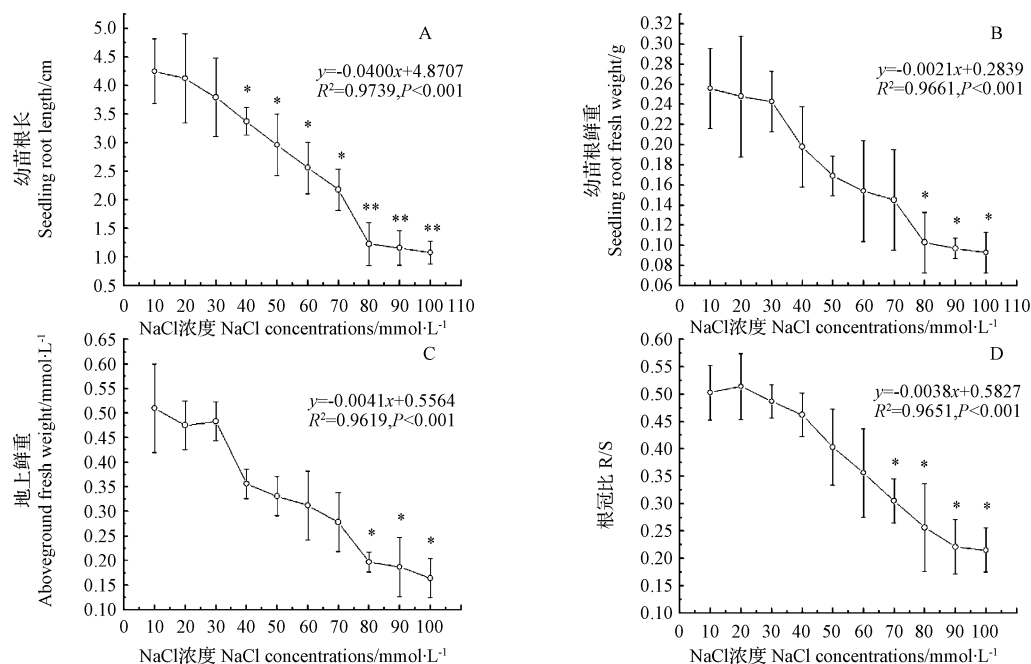 A
y=-0.0400x+4.8707
R²=0.9739,P<0.001
幼苗根长
Seedling root length/cm
5.0
4.5
4.0
3.5
3.0
2.5
2.0
1.5
1.0
0.5
* * * * ** ** **
0 10 20 30 40 50 60 70 80 90 100 110
NaCl浓度 NaCl concentrations/mmol·L⁻¹
B
y=-0.0021x+0.2839
R²=0.9661,P<0.001
幼苗根鲜重
Seedling root fresh weight/g
0.32
0.30
0.28
0.26
0.24
0.22
0.20
0.18
0.16
0.14
0.12
0.10
0.08
0.06
* * *
0 10 20 30 40 50 60 70 80 90 100 110
NaCl浓度 NaCl concentrations/mmol·L⁻¹
C
y=-0.0041x+0.5564
R²=0.9619,P<0.001
地上鲜重
Aboveground fresh weight/mmol·L⁻¹
0.65
0.60
0.55
0.50
0.45
0.40
0.35
0.30
0.25
0.20
0.15
0.10
* * *
0 10 20 30 40 50 60 70 80 90 100
NaCl浓度 NaCl concentrations/mmol·L⁻¹
D
y=-0.0038x+0.5827
R²=0.9651,P<0.001
根冠比 R/S
0.60
0.55
0.50
0.45
0.40
0.35
0.30
0.25
0.20
0.15
0.10
* * * *
0 10 20 30 40 50 60 70 80 90 100
NaCl浓度 NaCl concentrations/mmol·L⁻¹